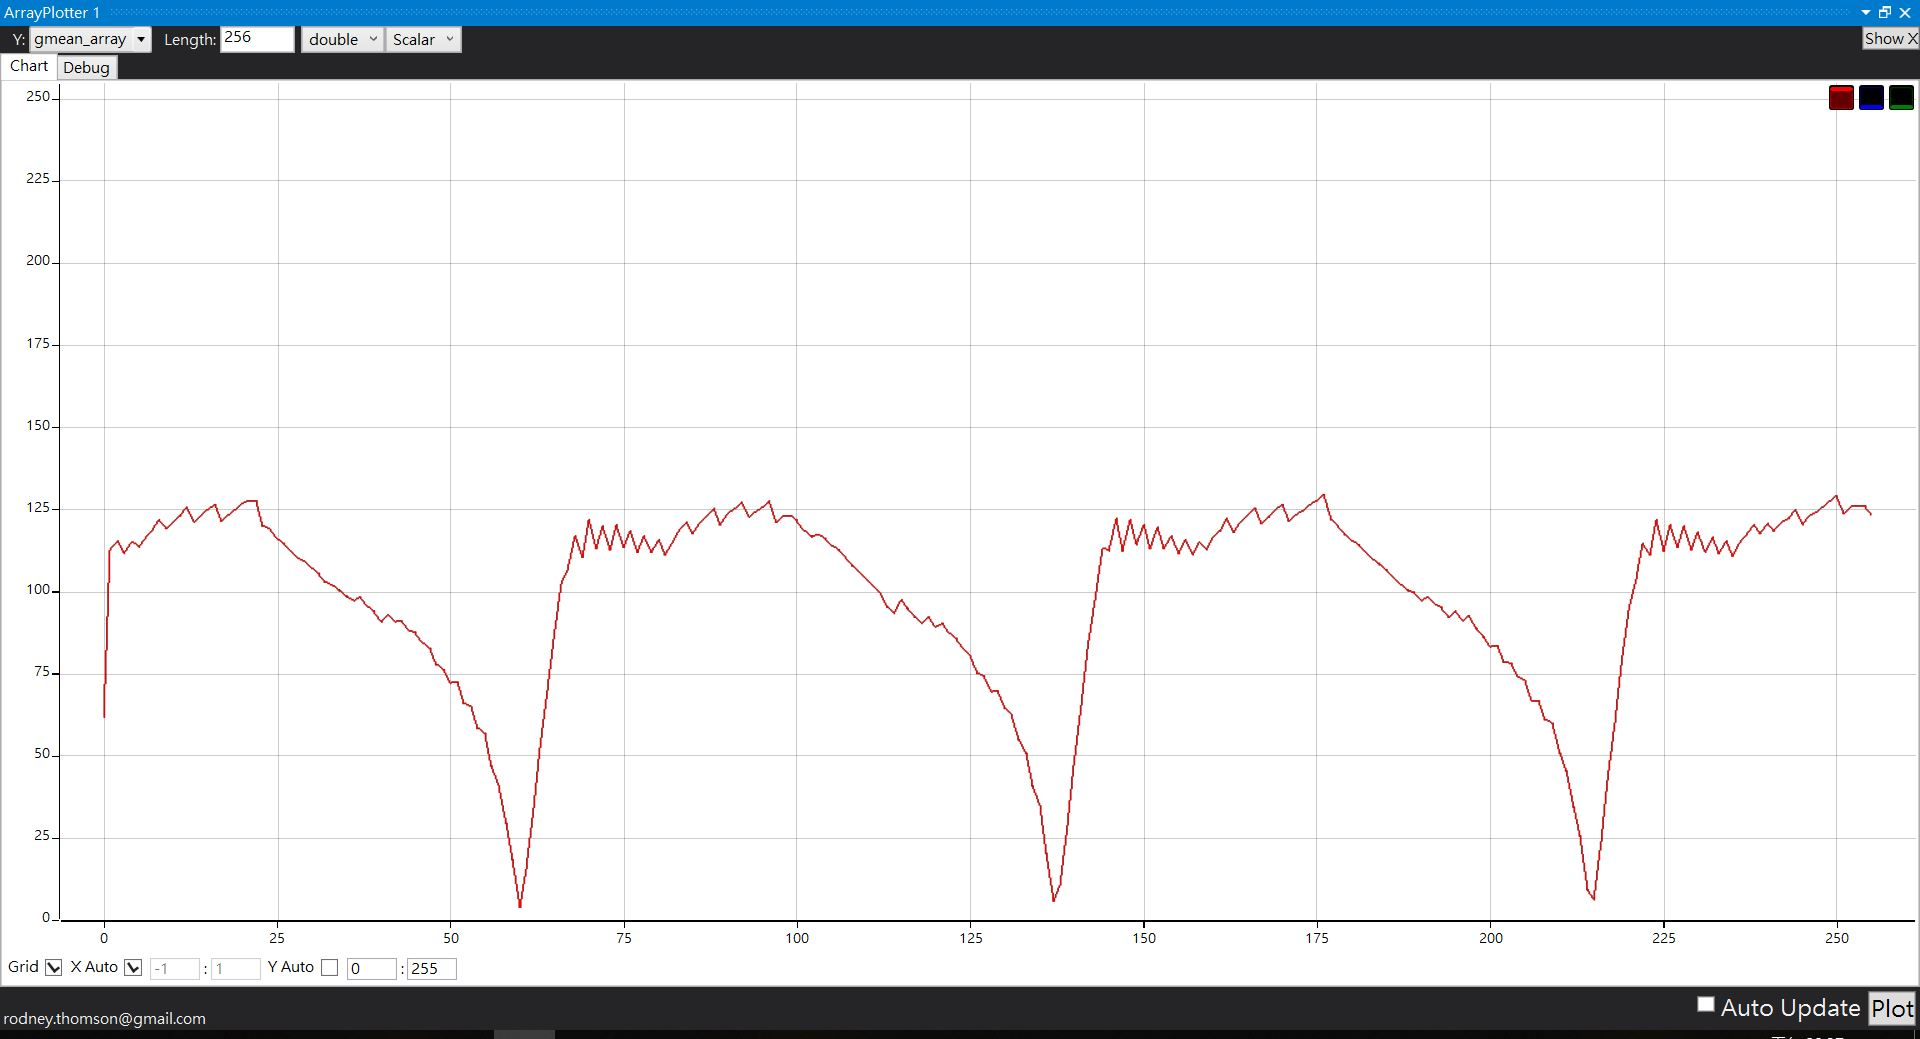 ArrayPlotter 1
Y: gmean_array Length: 256 double Scalar Show X
Chart Debug
250
225
200
175
150
125
100
75
50
25
0
0 25 50 75 100 125 150 175 200 225 250
Grid X Auto -1 : 1 Y Auto 0 : 255
Auto Update Plot
rodney.thomson@gmail.com